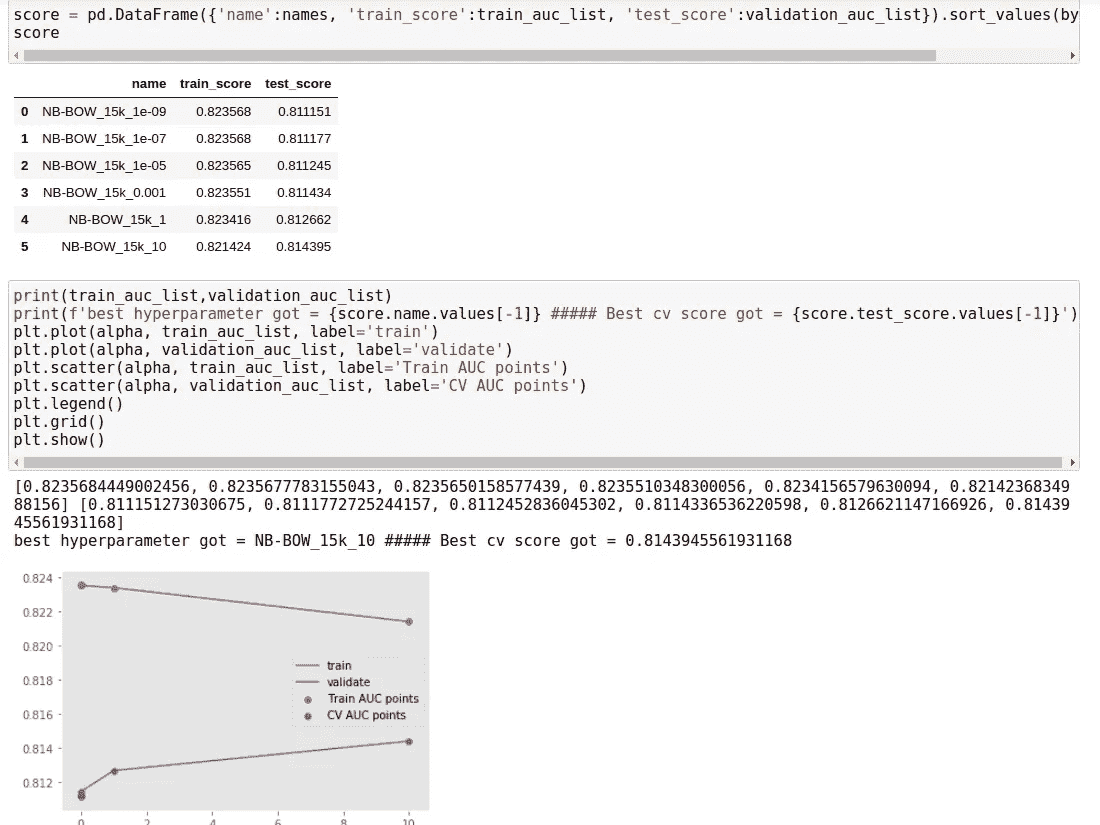 score = pd.DataFrame({'name':names, 'train_score':train_auc_list, 'test_score':validation_auc_list}).sort_values(by
score
name train_score test_score
0 NB-BOW_15k_1e-09 0.823568 0.811151
1 NB-BOW_15k_1e-07 0.823568 0.811177
2 NB-BOW_15k_1e-05 0.823565 0.811245
3 NB-BOW_15k_0.001 0.823551 0.811434
4 NB-BOW_15k_1 0.823416 0.812662
5 NB-BOW_15k_10 0.821424 0.814395
print(train_auc_list,validation_auc_list)
print(f'best hyperparameter got = {score.name.values[-1]} ##### Best cv score got = {score.test_score.values[-1]}')
plt.plot(alpha, train_auc_list, label='train')
plt.plot(alpha, validation_auc_list, label='validate')
plt.scatter(alpha, train_auc_list, label='Train AUC points')
plt.scatter(alpha, validation_auc_list, label='CV AUC points')
plt.legend()
plt.grid()
plt.show()
[0.8235684449002456, 0.8235677783155043, 0.8235650158577439, 0.8235510348300056, 0.8234156579630094, 0.82142368349
88156] [0.811151273030675, 0.8111772725244157, 0.8112452836045302, 0.8114336536220598, 0.8126621147166926, 0.81439
45561931168]
best hyperparameter got = NB-BOW_15k_10 ##### Best cv score got = 0.8143945561931168
0.824
0.822
0.820
0.818
0.816
0.814
0.812
train
validate
Train AUC points
CV AUC points
0 2 4 6 8 10